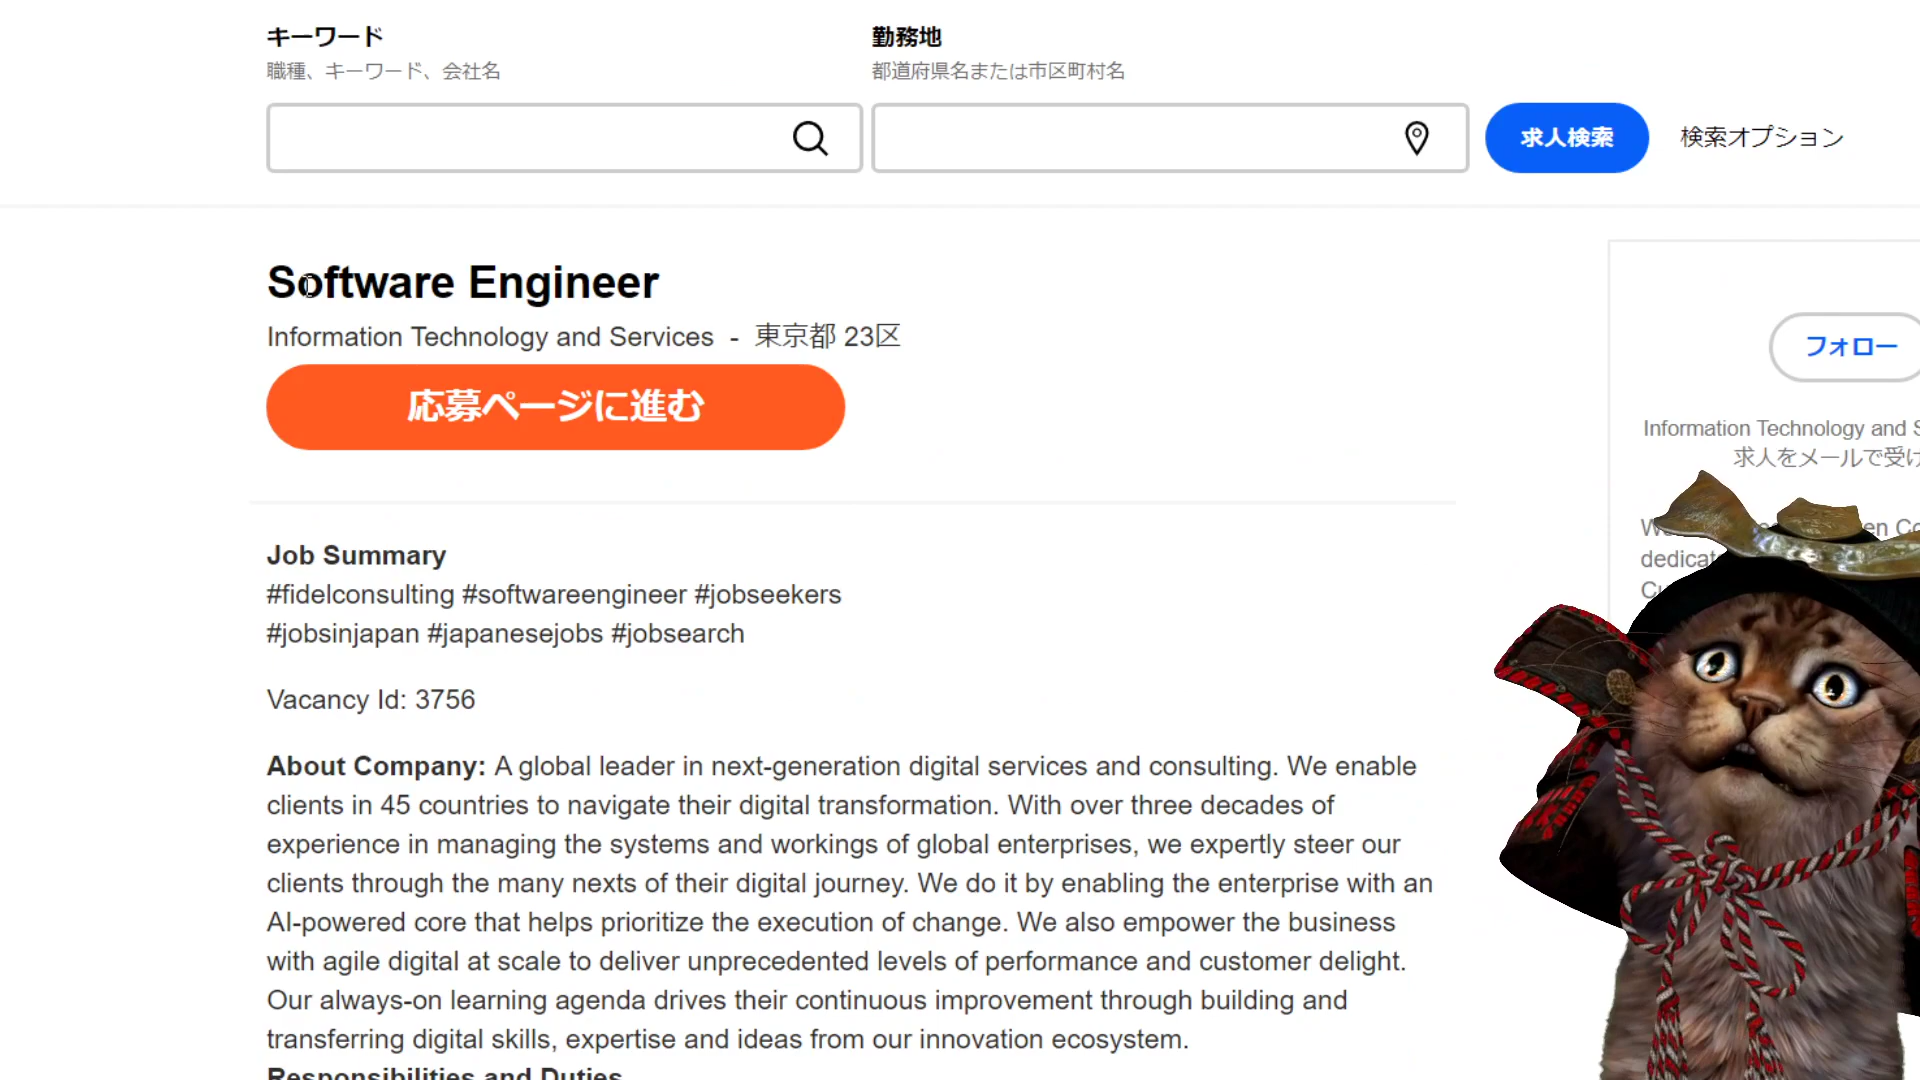 キーワード
職種、キーワード、会社名
勤務地
都道府県名または市区町村名
求人検索
検索オプション
Software Engineer
Information Technology and Services - 東京都 23区
応募ページに進む
フォロー
Information Technology and
求人をメールで受け
Job Summary
#fidelconsulting #softwareengineer #jobseekers
#jobsinjapan #japanesejobs #jobsearch
Vacancy Id: 3756
About Company: A global leader in next-generation digital services and consulting. We enable
clients in 45 countries to navigate their digital transformation. With over three decades of
experience in managing the systems and workings of global enterprises, we expertly steer our
clients through the many nexts of their digital journey. We do it by enabling the enterprise with an
AI-powered core that helps prioritize the execution of change. We also empower the business
with agile digital at scale to deliver unprecedented levels of performance and customer delight.
Our always-on learning agenda drives their continuous improvement through building and
transferring digital skills, expertise and ideas from our innovation ecosystem.
Responsibilities and Duties